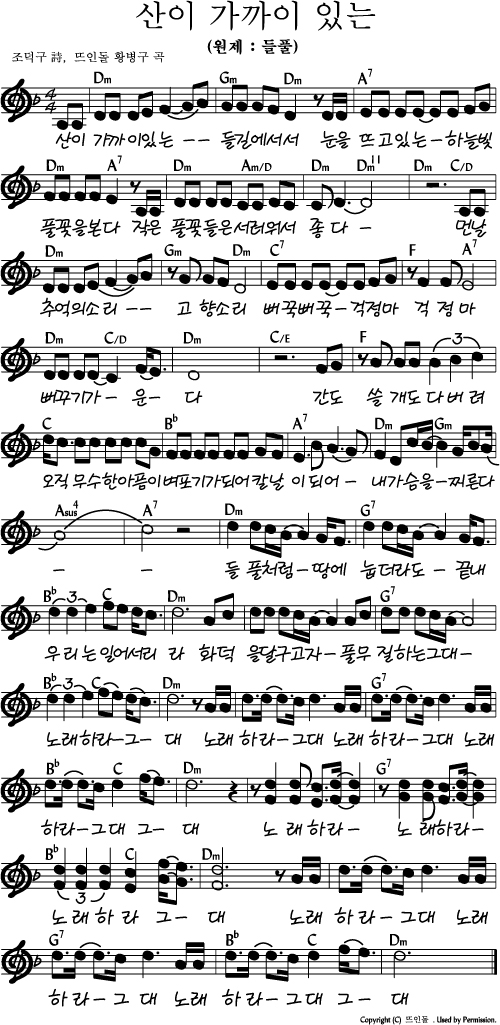 산이 가까이 있는
(원제 : 들풀)
조덕구 詩, 뜨인돌 황병구 곡
Dm Gm Dm A7
산이 가까이있는 -- 들길에서서 눈을 뜨고있는-하늘빛
Dm A7 Dm Am/D Dm Dm11 Dm C/D
풀꽃을본다 작은 풀꽃들은서러워서 좋다- 먼날
Dm Gm Dm C7 F A7
추억의소리 -- 고향소리 뻐꾹뻐꾹-걱정마 걱정마
Dm C/D Dm C/E F
뻐꾸기가-운-다 간도 쓸개도다버려
3
C Bb A7 Dm Gm
오직무수한아픔이벼포기가되어칼날이되어- 내가슴을-찌른다
Asus4 A7 Dm G7
- - 들풀처럼-땅에 눕더라도-끝내
Bb C Dm G7
3
우리는일어서리라 화덕을달구고자-풀무질하는그대-
Bb C Dm G7
3
노래하라-그대 노래하라-그대노래하라-그대노래
Bb C Dm G7
하라-그대그-대 노래하라- 노래하라-
Bb C Dm
3
노래하라그-대 노래하라-그대노래
G7 Bb C Dm
하라-그대노래하라-그대
Copyright (C) 뜨인돌 . Used by Permission.